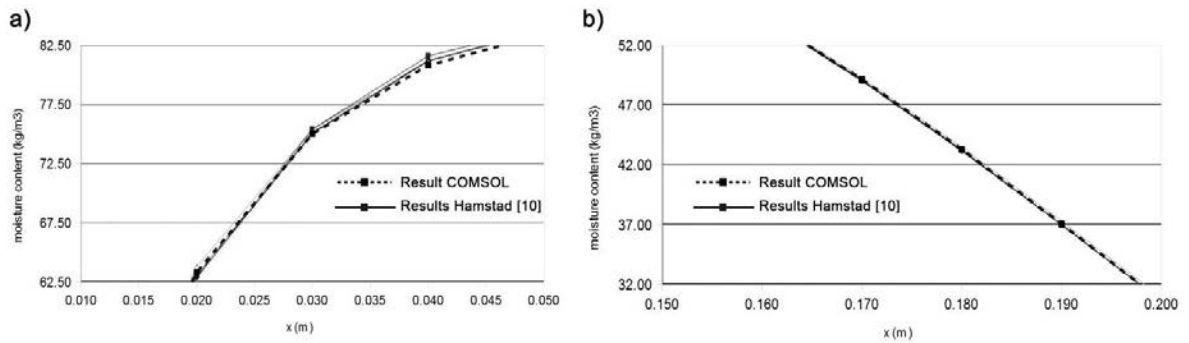 a)
82.50
77.50
72.50
67.50
62.50
moisture content (kg/m3)
Result COMSOL
Results Hamstad [10]
0.010 0.015 0.020 0.025 0.030 0.035 0.040 0.045 0.050
x (m)
b)
52.00
47.00
42.00
37.00
32.00
moisture content (kg/m3)
Result COMSOL
Results Hamstad [10]
0.150 0.160 0.170 0.180 0.190 0.200
x (m)